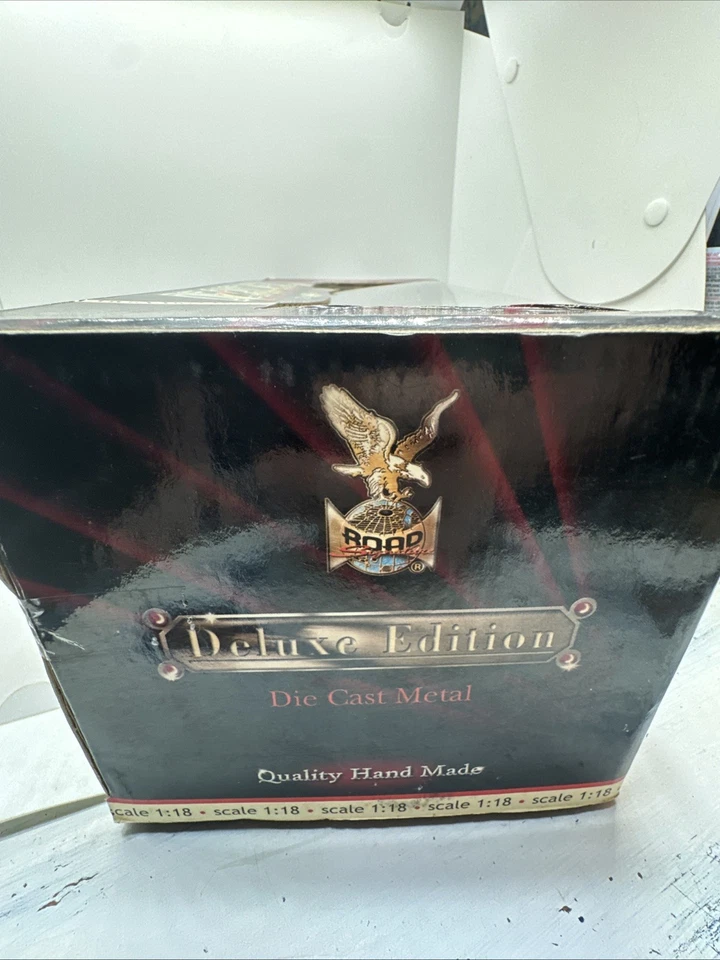 ROAD
®
Deluxe Edition
Die Cast Metal
Quality Hand Made
scale 1:18 • scale 1:18 • scale 1:18 • scale 1:18 • scale 1:18